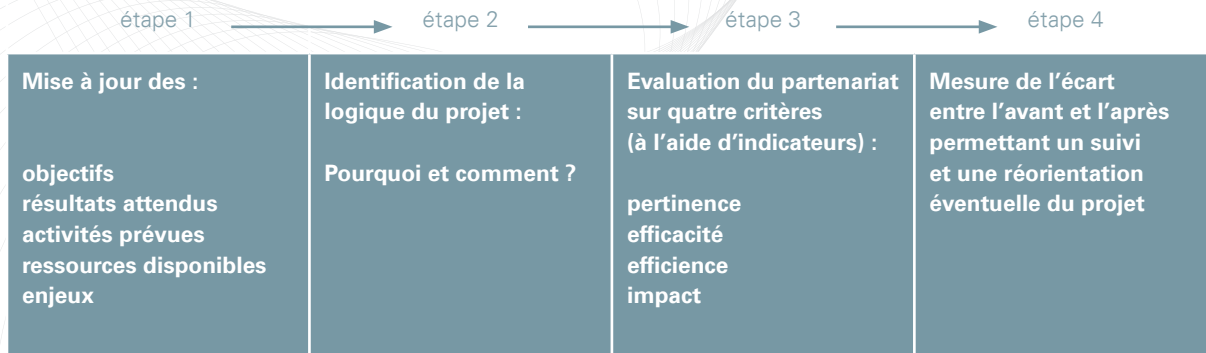 étape 1
étape 2
étape 3
étape 4
Mise à jour des :
objectifs
résultats attendus
activités prévues
ressources disponibles
enjeux
Identification de la
logique du projet :
Pourquoi et comment ?
Evaluation du partenariat
sur quatre critères
(à l’aide d’indicateurs) :
pertinence
efficacité
efficience
impact
Mesure de l’écart
entre l’avant et l’après
permettant un suivi
et une réorientation
éventuelle du projet